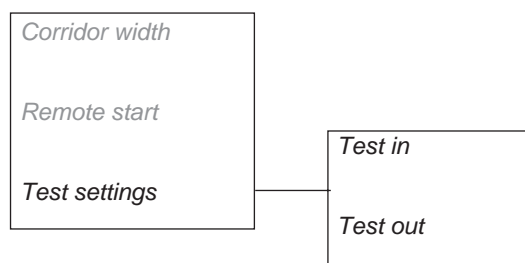 Corridor width
Remote start
Test settings
Test in
Test out